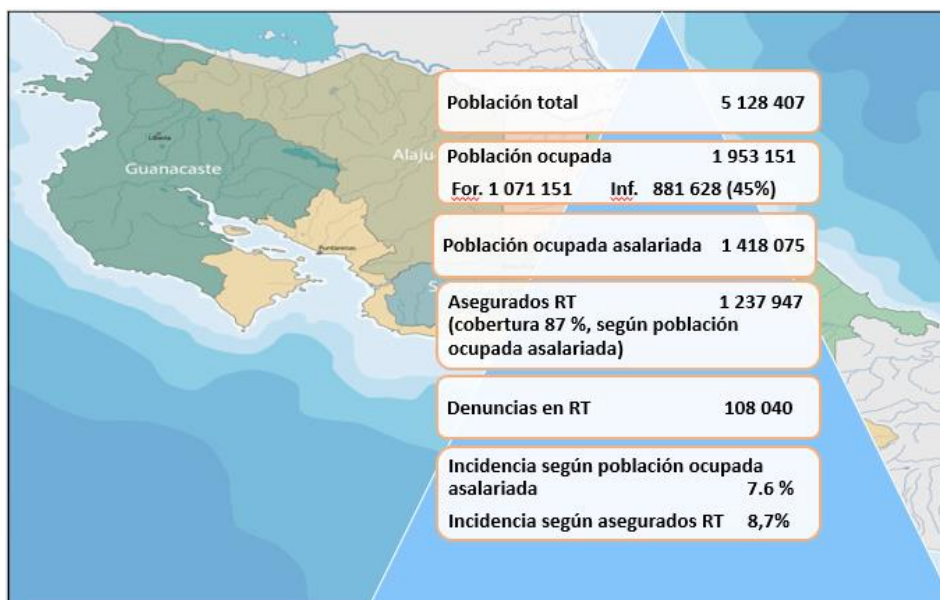 Población total 5 128 407
Población ocupada 1 953 151
For. 1 071 151 Inf. 881 628 (45%)
Población ocupada asalariada 1 418 075
Asegurados RT 1 237 947
(cobertura 87 %, según población
ocupada asalariada)
Denuncias en RT 108 040
Incidencia según población ocupada
asalariada 7.6 %
Incidencia según asegurados RT 8,7%
Guanacaste
Alaju
Liberia
Puntarenas
S